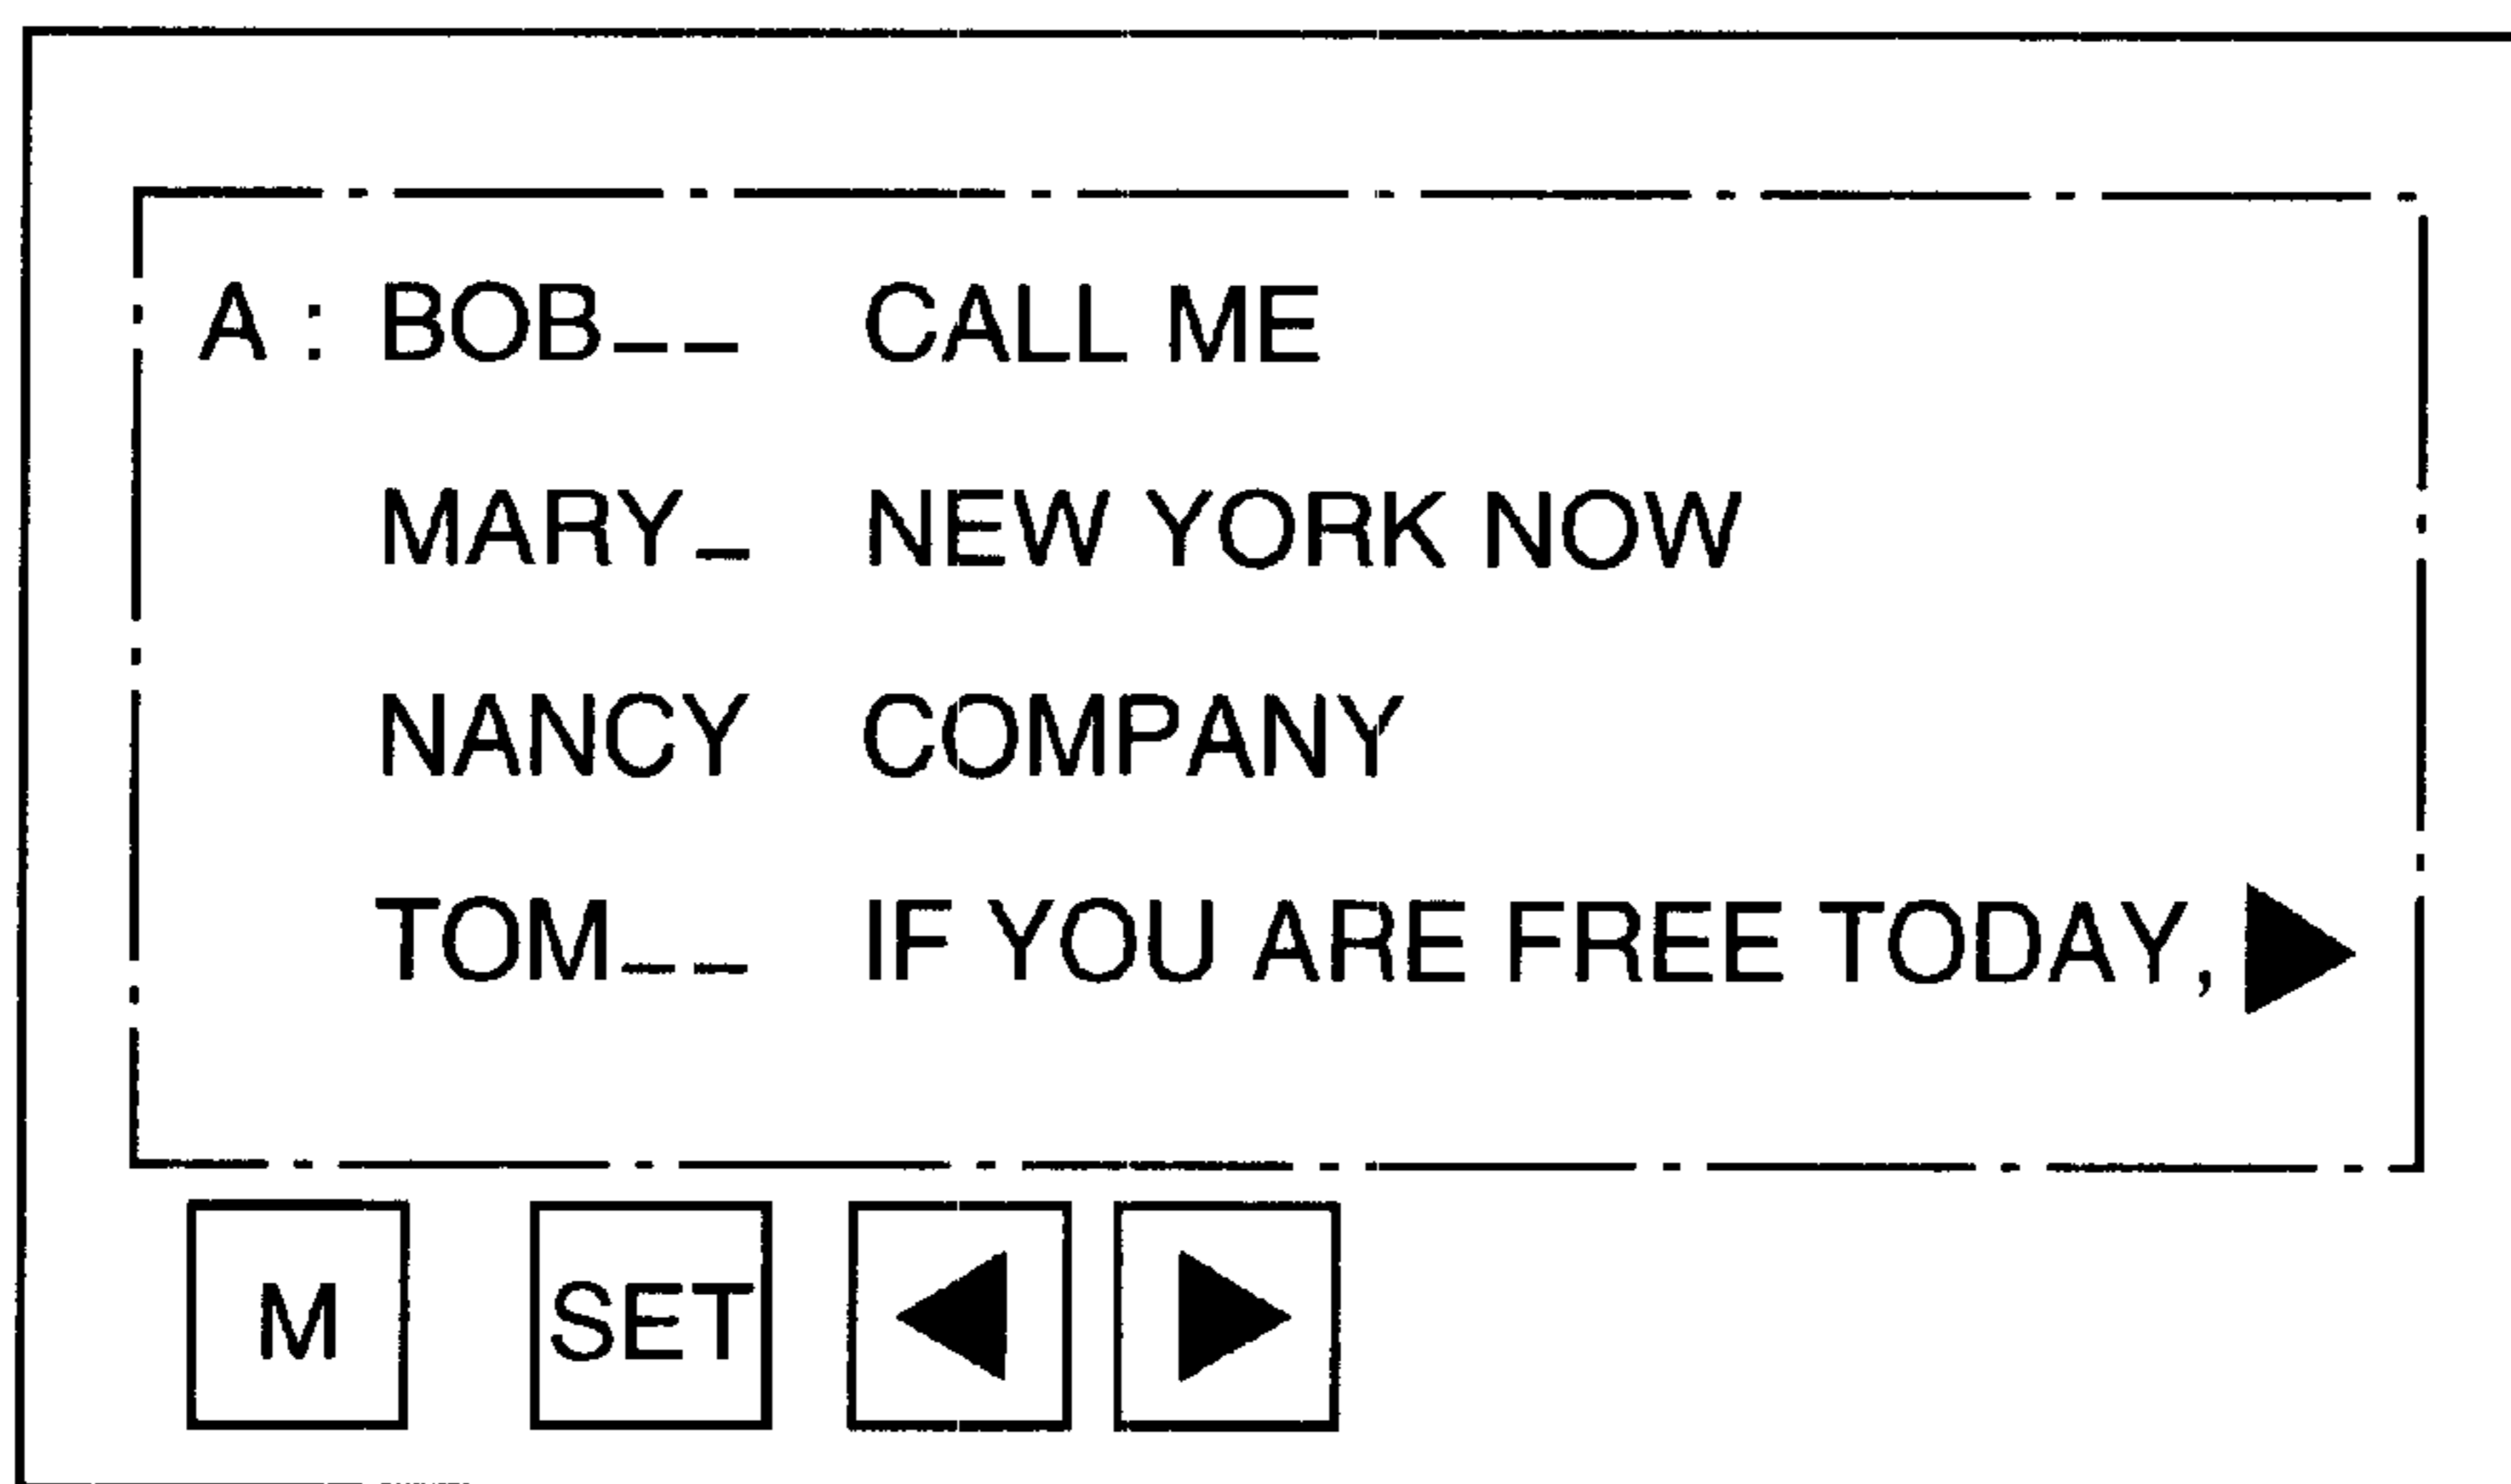 A : BOB__ CALL ME
MARY_ NEW YORK NOW
NANCY COMPANY
TOM__ IF YOU ARE FREE TODAY, ▶
M SET ◀ ▶